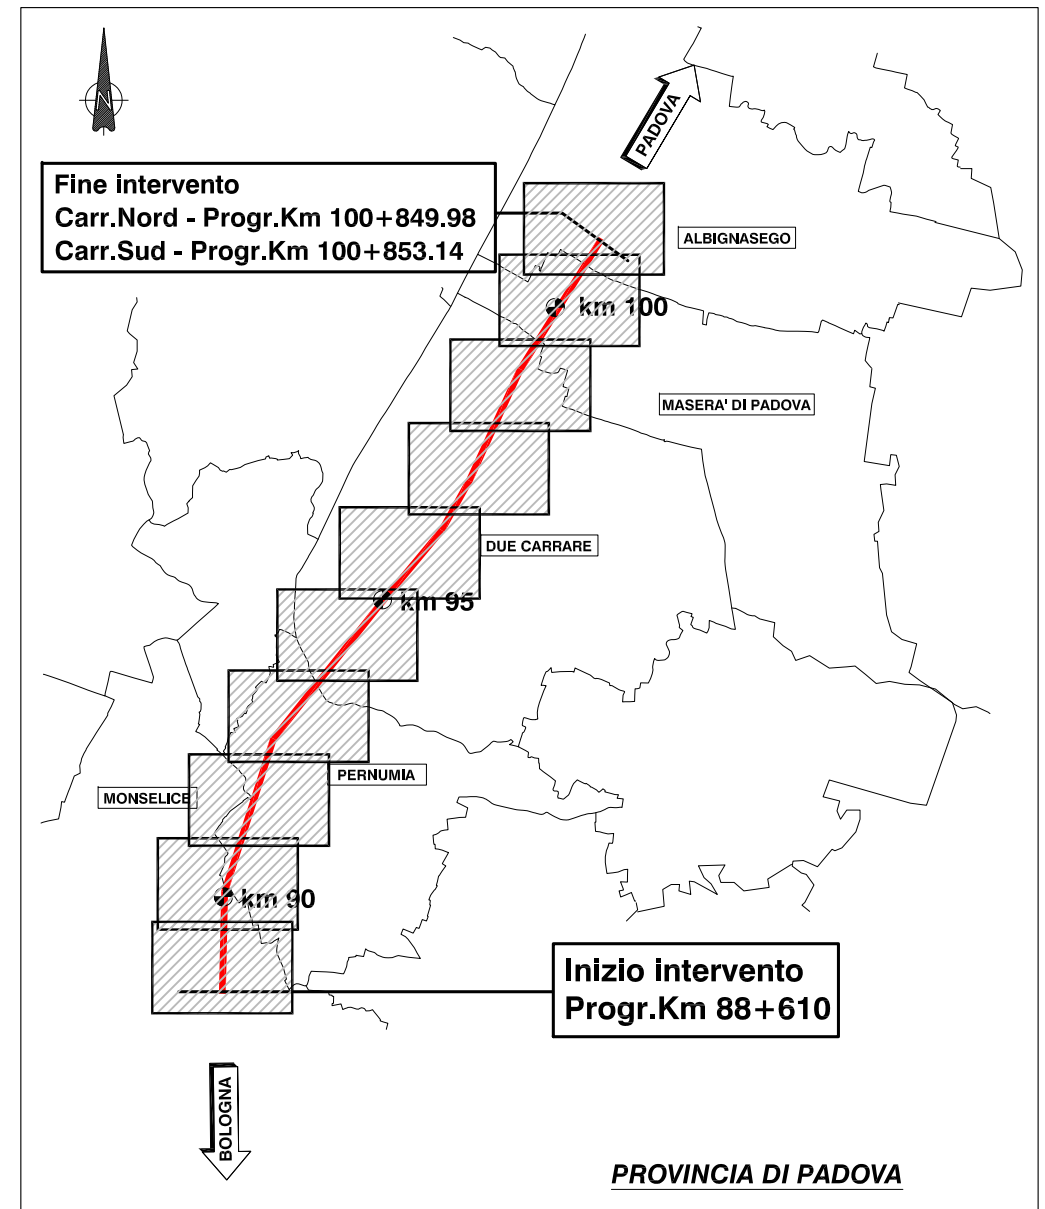 N
PADOVA
Fine intervento
Carr.Nord - Progr.Km 100+849.98
Carr.Sud - Progr.Km 100+853.14
ALBIGNASEGO
km 100
MASERA' DI PADOVA
DUE CARRARE
km 95
PERNUMIA
MONSELICE
km 90
Inizio intervento
Progr.Km 88+610
BOLOGNA
PROVINCIA DI PADOVA